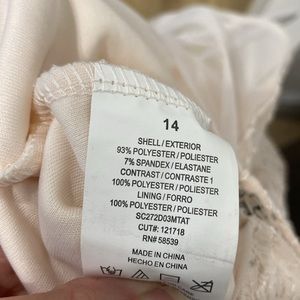 14
SHELL / EXTERIOR
93% POLYESTER / POLIESTER
7% SPANDEX / ELASTANE
CONTRAST / CONTRASTE 1
100% POLYESTER / POLIESTER
LINING / FORRO
100% POLYESTER / POLIESTER
SC272D03MTAT
CUT#: 121718
RN# 58539
MADE IN CHINA
HECHO EN CHINA